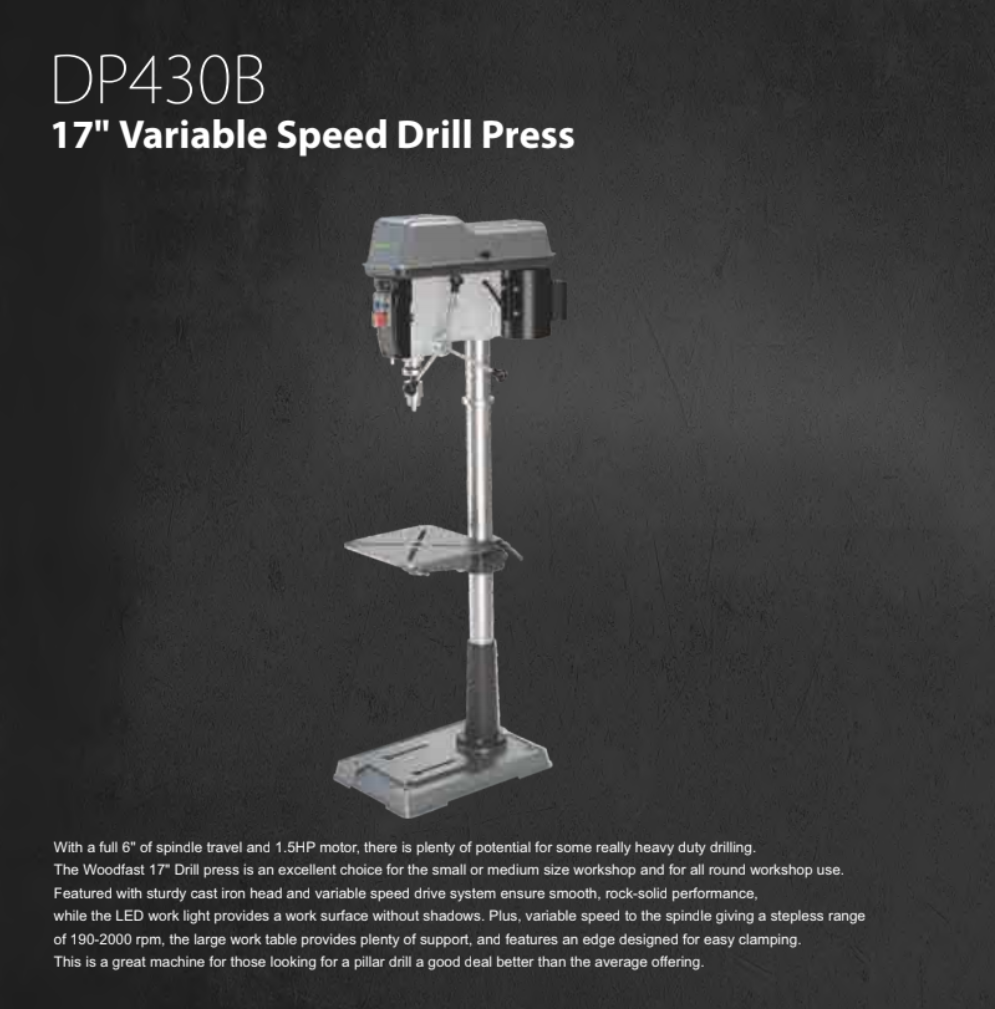 DP430B
17" Variable Speed Drill Press
With a full 6" of spindle travel and 1.5HP motor, there is plenty of potential for some really heavy duty drilling.
The Woodfast 17" Drill press is an excellent choice for the small or medium size workshop and for all round workshop use.
Featured with sturdy cast iron head and variable speed drive system ensure smooth, rock-solid performance,
while the LED work light provides a work surface without shadows. Plus, variable speed to the spindle giving a stepless range
of 190-2000 rpm, the large work table provides plenty of support, and features an edge designed for easy clamping.
This is a great machine for those looking for a pillar drill a good deal better than the average offering.